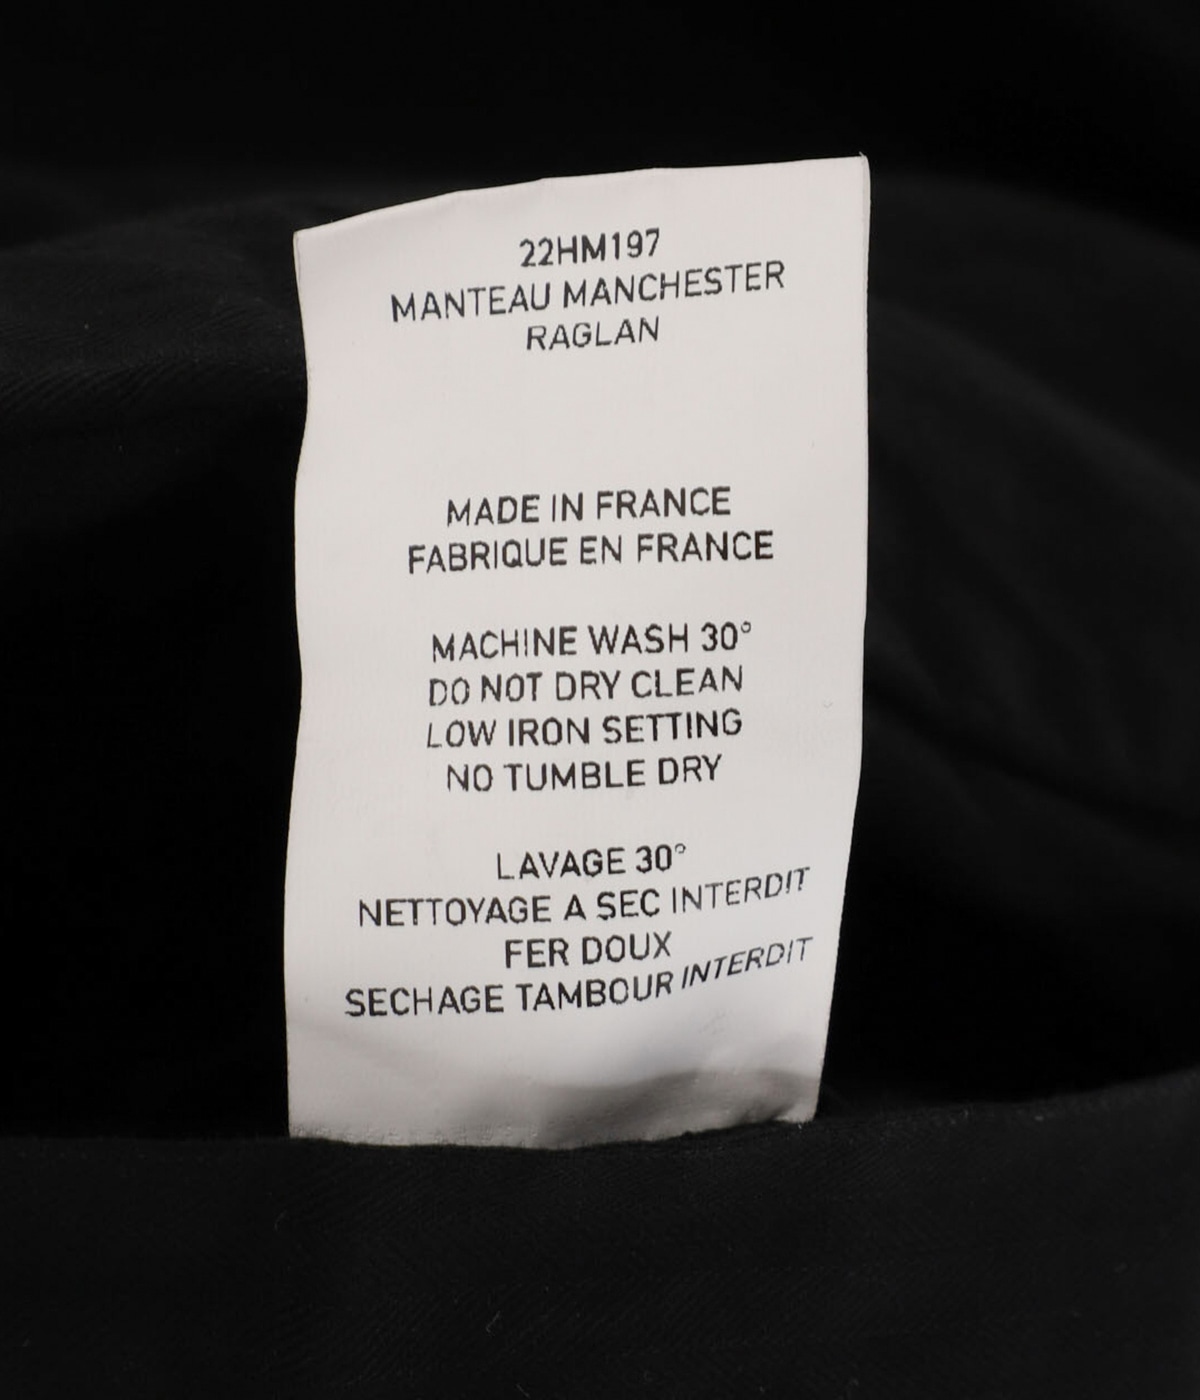 22HM197
MANTEAU MANCHESTER
RAGLAN
MADE IN FRANCE
FABRIQUE EN FRANCE
MACHINE WASH 30°
DO NOT DRY CLEAN
LOW IRON SETTING
NO TUMBLE DRY
LAVAGE 30°
NETTOYAGE A SEC INTERDIT
FER DOUX
SECHAGE TAMBOUR INTERDIT